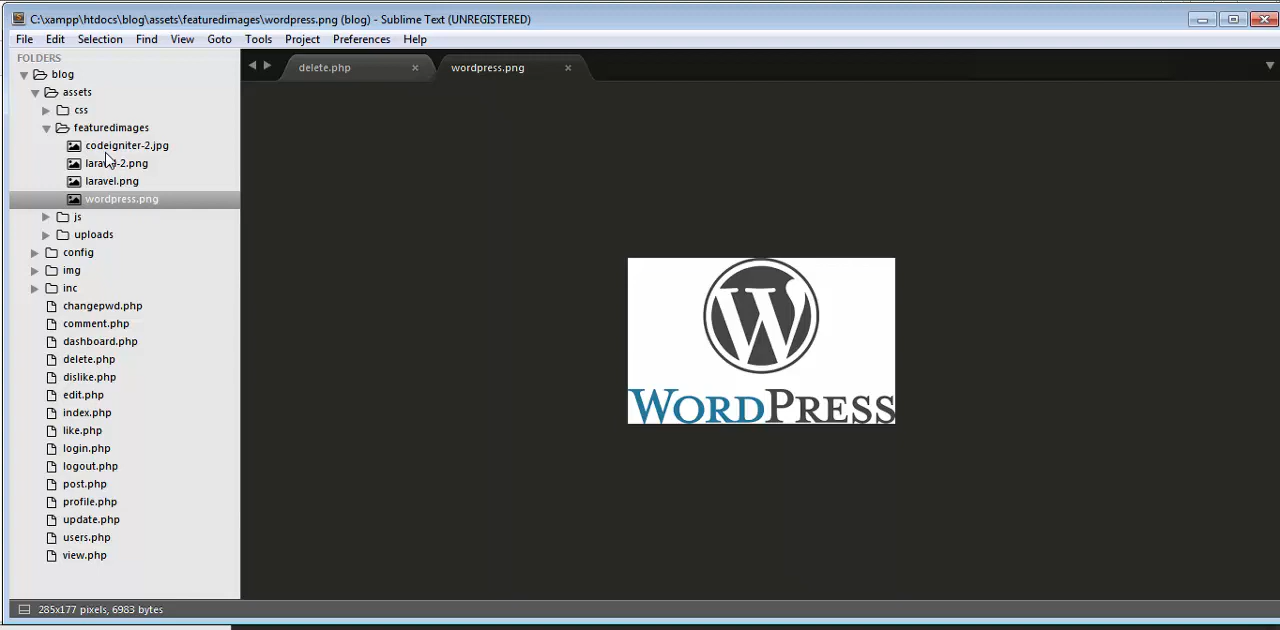 C:\xampp\htdocs\blog\assets\featuredimages\wordpress.png (blog) - Sublime Text (UNREGISTERED)
File Edit Selection Find View Goto Tools Project Preferences Help
FOLDERS
delete.php
wordpress.png
blog
assets
css
featuredimages
codeigniter-2.jpg
laravel-2.png
laravel.png
wordpress.png
js
uploads
config
img
inc
changepwd.php
comment.php
dashboard.php
delete.php
dislike.php
edit.php
index.php
like.php
login.php
logout.php
post.php
profile.php
update.php
users.php
view.php
W
WORDPRESS
285x177 pixels, 6983 bytes